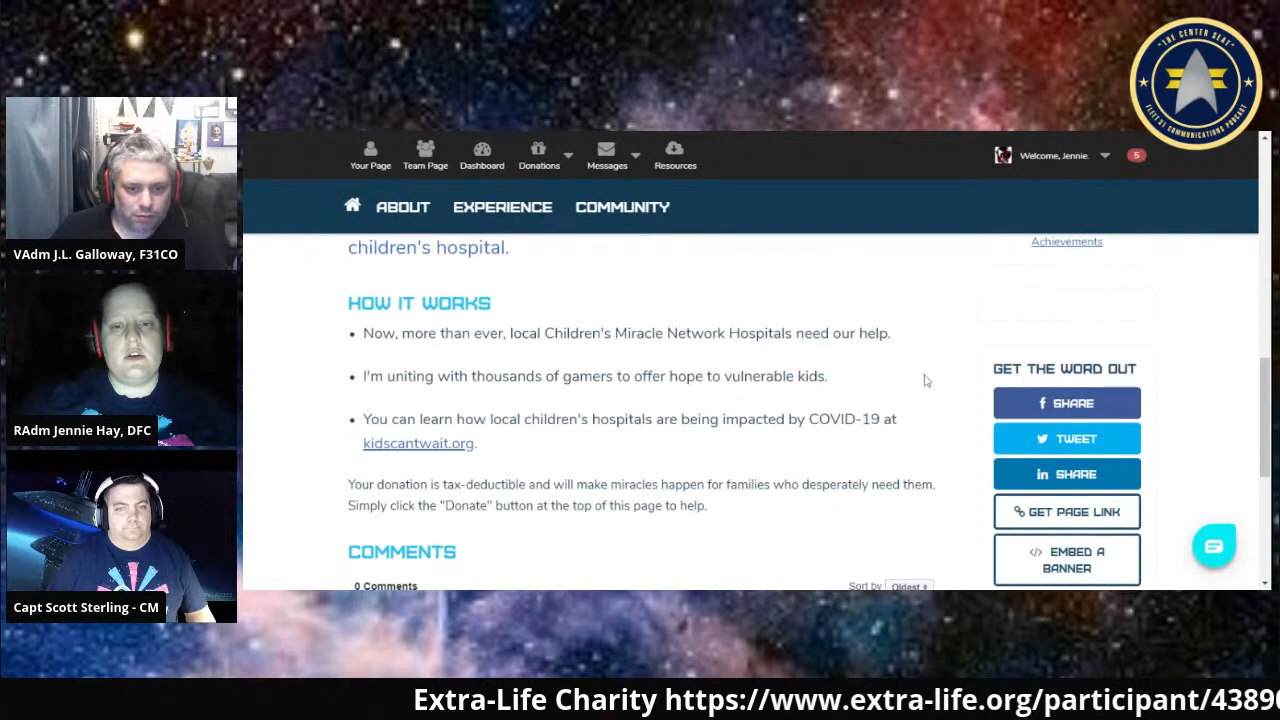 "THE CENTER SEAT"
FLEET 31 COMMUNICATIONS PODCAST
Your Page
Team Page
Dashboard
Donations
Messages
Resources
Welcome, Jennie.
5
ABOUT
EXPERIENCE
COMMUNITY
children's hospital.
Achievements
HOW IT WORKS
• Now, more than ever, local Children's Miracle Network Hospitals need our help.
• I'm uniting with thousands of gamers to offer hope to vulnerable kids.
• You can learn how local children's hospitals are being impacted by COVID-19 at
kidscantwait.org.
Your donation is tax-deductible and will make miracles happen for families who desperately need them.
Simply click the "Donate" button at the top of this page to help.
COMMENTS
0 Comments
Sort by Oldest
GET THE WORD OUT
f SHARE
TWEET
in SHARE
GET PAGE LINK
</> EMBED A
BANNER
VAdm J.L. Galloway, F31CO
RAdm Jennie Hay, DFC
Capt Scott Sterling - CM
Extra-Life Charity https://www.extra-life.org/participant/4389